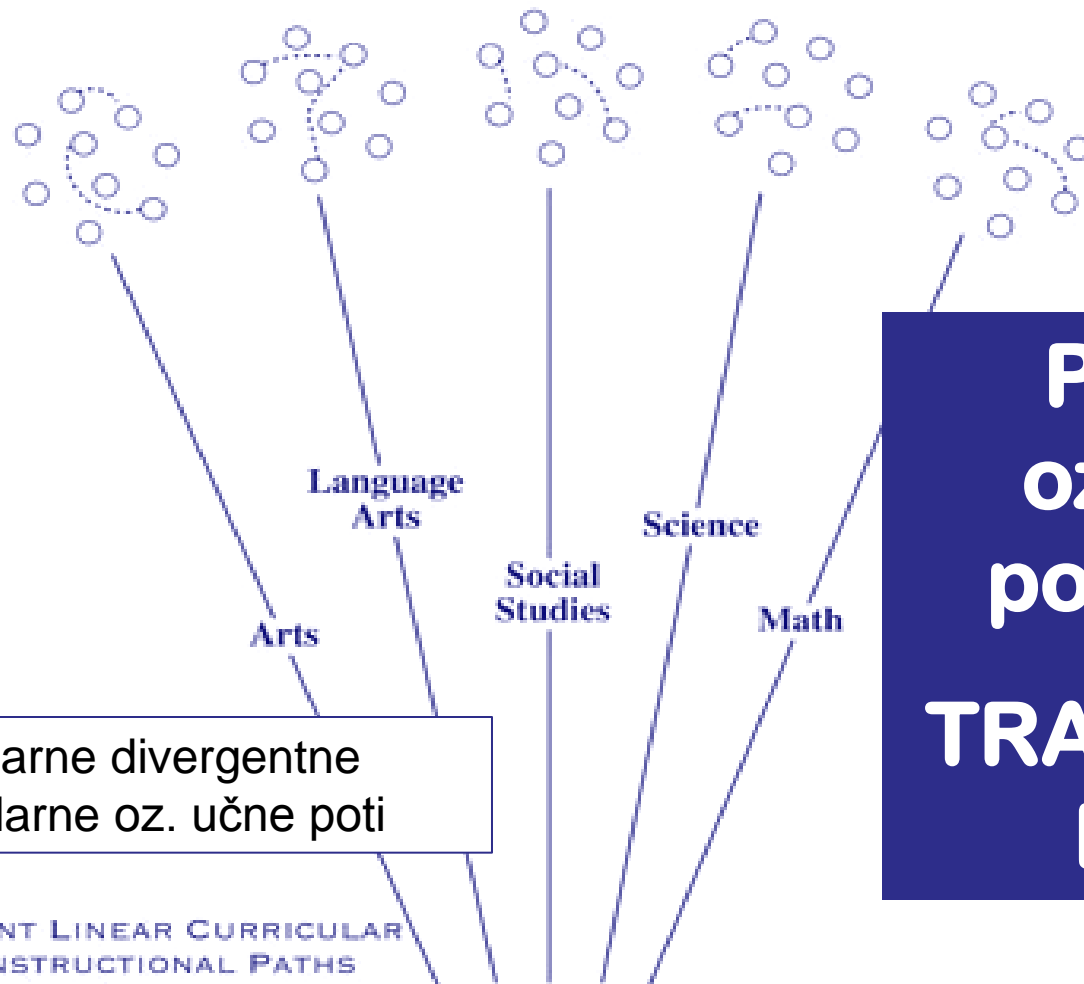 Language
Arts
Science
Social
Studies
Math
Arts
P
oz
po
TRA
arne divergentne
larne oz. učne poti
NT LINEAR CURRICULAR
NSTRUCTIONAL PATHS